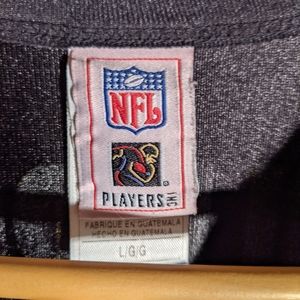 NFL
PLAYERS INC
FABRIQUE EN GUATEMALA
HECHO EN GUATEMALA
L/G/G